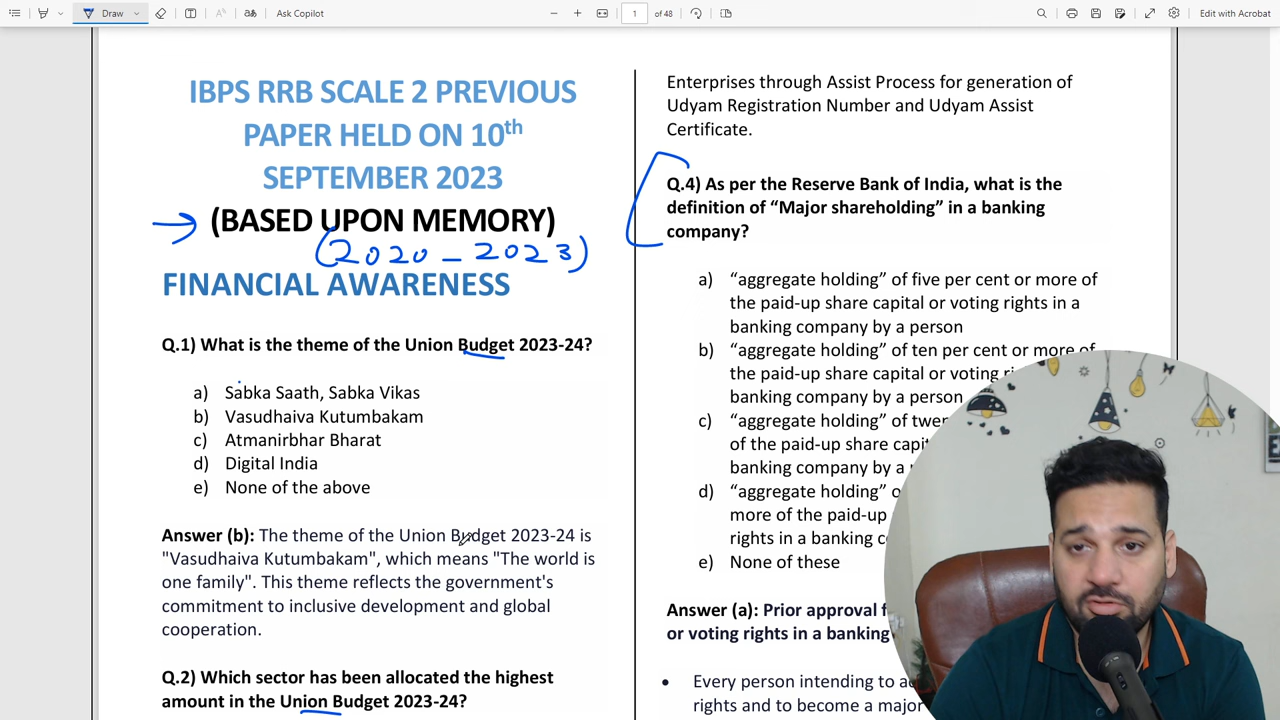 Draw
Ask Copilot
1
of 48
Edit with Acrobat
IBPS RRB SCALE 2 PREVIOUS
PAPER HELD ON 10th
SEPTEMBER 2023
(BASED UPON MEMORY)
(2020 – 2023)
FINANCIAL AWARENESS
Q.1) What is the theme of the Union Budget 2023-24?
a) Sabka Saath, Sabka Vikas
b) Vasudhaiva Kutumbakam
c) Atmanirbhar Bharat
d) Digital India
e) None of the above
Answer (b): The theme of the Union Budget 2023-24 is
"Vasudhaiva Kutumbakam", which means "The world is
one family". This theme reflects the government's
commitment to inclusive development and global
cooperation.
Q.2) Which sector has been allocated the highest
amount in the Union Budget 2023-24?
Enterprises through Assist Process for generation of
Udyam Registration Number and Udyam Assist
Certificate.
Q.4) As per the Reserve Bank of India, what is the
definition of “Major shareholding” in a banking
company?
a) “aggregate holding” of five per cent or more of
the paid-up share capital or voting rights in a
banking company by a person
b) “aggregate holding” of ten per cent or more of
the paid-up share capital or voting
banking company by a person
c) “aggregate holding” of
of the paid-up share
banking company by a
d) “aggregate holding”
more of the paid-up
rights in a banking
e) None of these
Answer (a): Prior approval
or voting rights in a banking
• Every person intending to
rights and to become a major